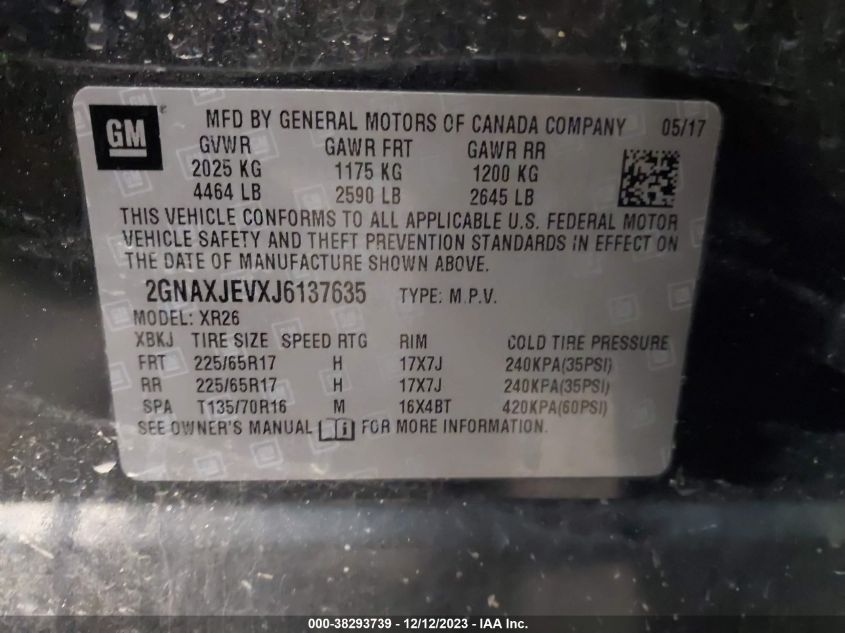 GM ® MFD BY GENERAL MOTORS OF CANADA COMPANY 05/17
GVWR GAWR FRT GAWR RR
2025 KG 1175 KG 1200 KG
4464 LB 2590 LB 2645 LB
THIS VEHICLE CONFORMS TO ALL APPLICABLE U.S. FEDERAL MOTOR
VEHICLE SAFETY AND THEFT PREVENTION STANDARDS IN EFFECT ON
THE DATE OF MANUFACTURE SHOWN ABOVE.
2GNAXJEVXJ6137635 TYPE: M.P.V.
MODEL: XR26
XBKJ TIRE SIZE SPEED RTG RIM COLD TIRE PRESSURE
FRT 225/65R17 H 17X7J 240KPA(35PSI)
RR 225/65R17 H 17X7J 240KPA(35PSI)
SPA T135/70R16 M 16X4BT 420KPA(60PSI)
SEE OWNER'S MANUAL i FOR MORE INFORMATION.
000-38293739 - 12/12/2023 - IAA Inc.